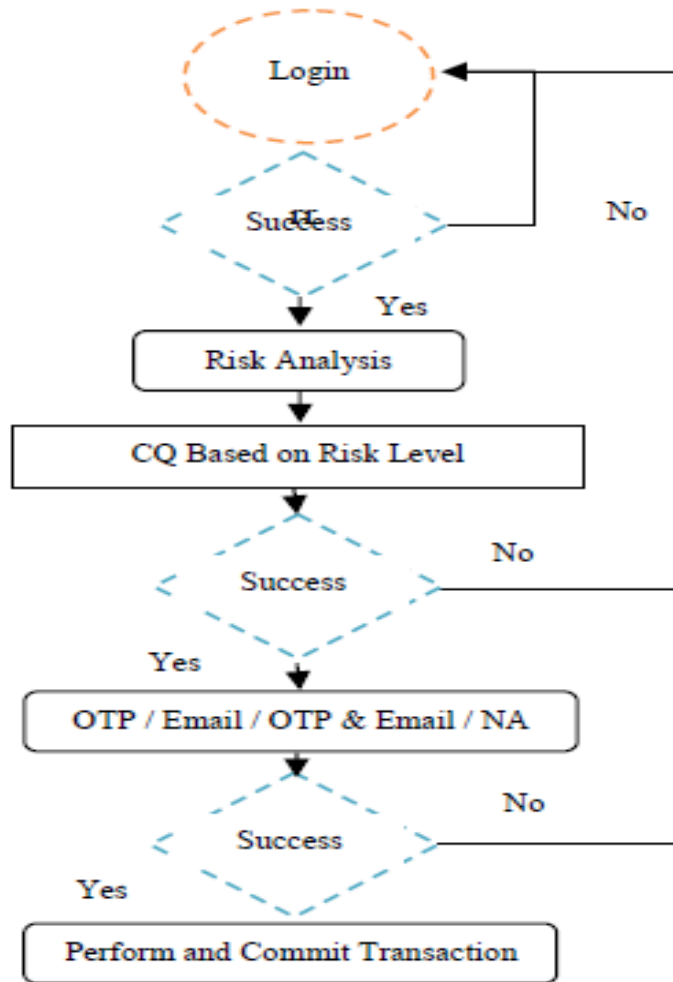 Login
Success
No
Yes
Risk Analysis
CQ Based on Risk Level
No
Success
Yes
OTP / Email / OTP & Email / NA
No
Success
Yes
Perform and Commit Transaction